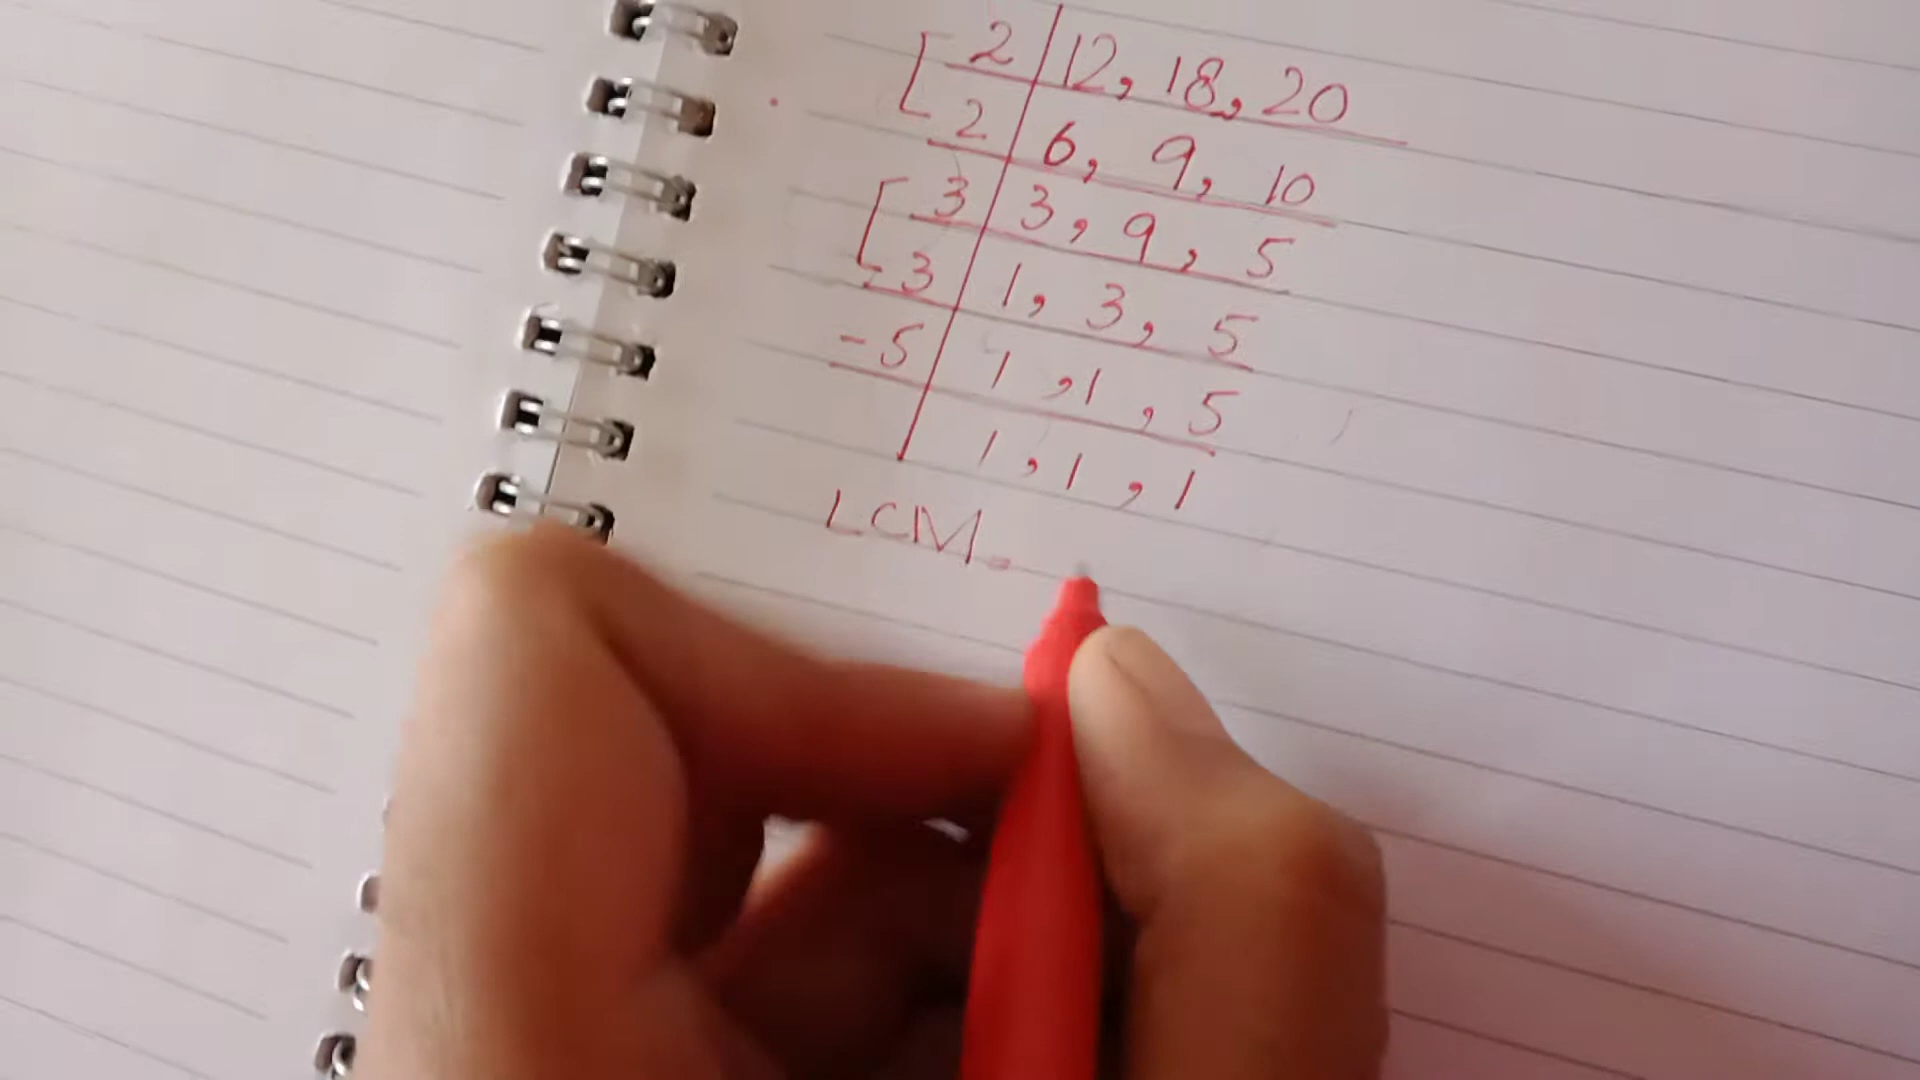 2 | 12, 18, 20
2 | 6, 9, 10
3 | 3, 9, 5
3 | 1, 3, 5
- 5 | 1, 1, 5
1, 1, 1
LCM =